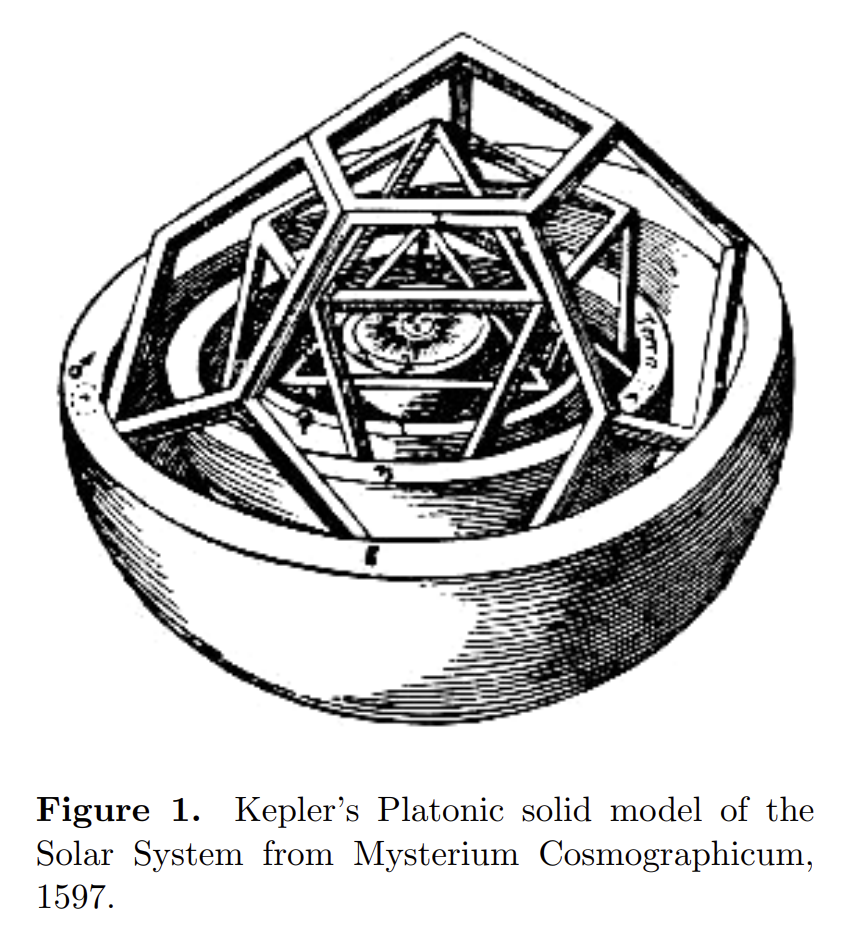 Figure 1. Kepler's Platonic solid model of the
Solar System from Mysterium Cosmographicum,
1597.